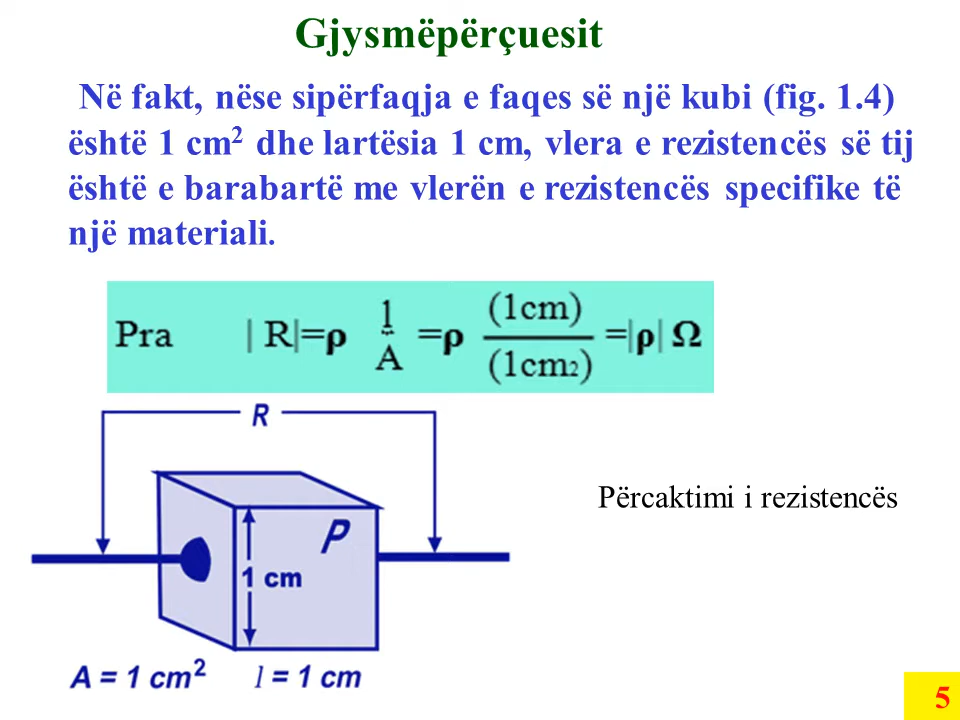 Gjysmëpërçuesit
Në fakt, nëse sipërfaqja e faqes së një kubi (fig. 1.4)
është 1 cm² dhe lartësia 1 cm, vlera e rezistencës së tij
është e barabartë me vlerën e rezistencës specifike të
një materiali.
Pra | R|=ρ l/A =ρ (1cm)/(1cm₂) =|ρ| Ω
R
Përcaktimi i rezistencës
P
1 cm
A = 1 cm² l = 1 cm
5